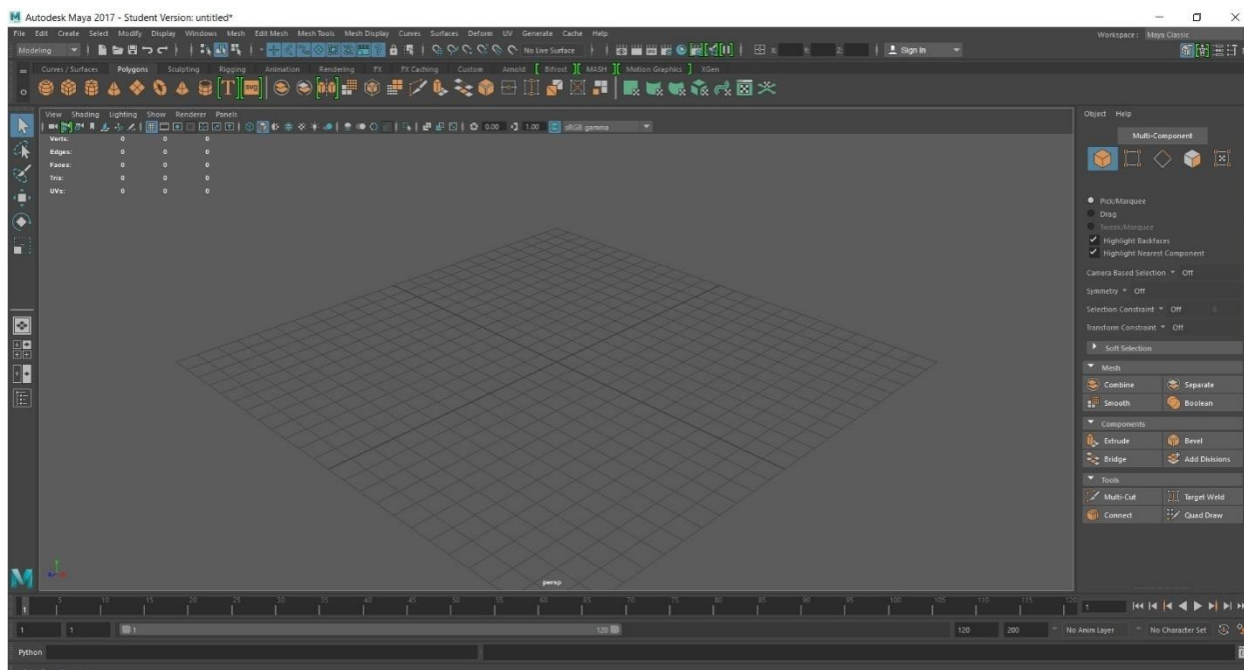 Autodesk Maya 2017 - Student Version: untitled*
File Edit Create Select Modify Display Windows Mesh Edit Mesh Mesh Tools Mesh Display Curves Surfaces Deform UV Generate Cache Help
Workspace: Maya Classic
Modeling No Live Surface X: Y: Z: Sign In
Curves / Surfaces Polygons Sculpting Rigging Animation Rendering FX FX Caching Custom Arnold Bifrost MASH Motion Graphics XGen
T SVG
View Shading Lighting Show Renderer Panels
0.00 1.00 sRGB gamma
Verts: 0 0 0
Edges: 0 0 0
Faces: 0 0 0
Tris: 0 0 0
UVs: 0 0 0
persp
Object Help
Multi-Component
Pick/Marquee
Drag
Tweak/Marquee
Highlight Backfaces
Highlight Nearest Component
Camera Based Selection Off
Symmetry Off
Selection Constraint Off
Transform Constraint Off
Soft Selection
Mesh
Combine Separate
Smooth Boolean
Components
Extrude Bevel
Bridge Add Divisions
Tools
Multi-Cut Target Weld
Connect Quad Draw
M
1 5 10 15 20 25 30 35 40 45 50 55 60 65 70 75 80 85 90 95 100 105 110 115 120 1
1 1 1 120 120 200 No Anim Layer No Character Set
Python